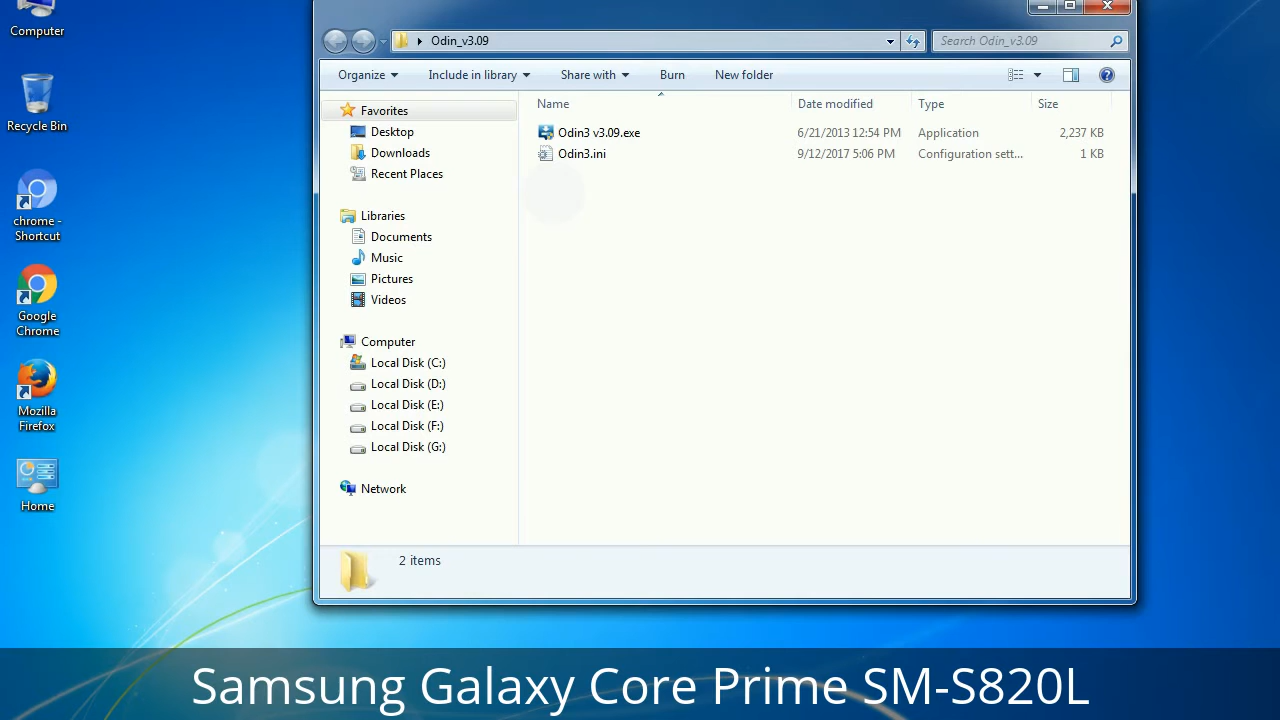 Computer
Recycle Bin
chrome -
Shortcut
Google
Chrome
Mozilla
Firefox
Home
Odin_v3.09
Search Odin_v3.09
Organize
Include in library
Share with
Burn
New folder
Favorites
Desktop
Downloads
Recent Places
Libraries
Documents
Music
Pictures
Videos
Computer
Local Disk (C:)
Local Disk (D:)
Local Disk (E:)
Local Disk (F:)
Local Disk (G:)
Network
Name Date modified Type Size
Odin3 v3.09.exe 6/21/2013 12:54 PM Application 2,237 KB
Odin3.ini 9/12/2017 5:06 PM Configuration sett... 1 KB
2 items
Samsung Galaxy Core Prime SM-S820L